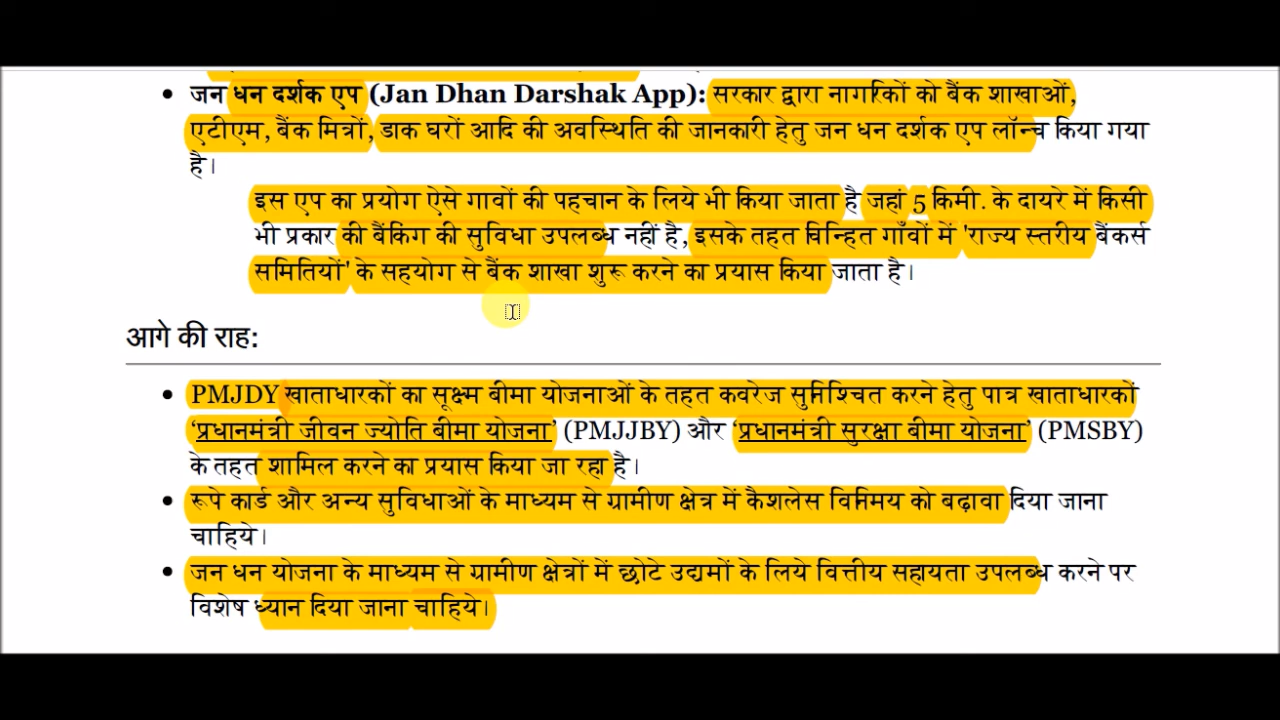 जन धन दर्शक एप (Jan Dhan Darshak App): सरकार द्वारा नागरिकों को बैंक शाखाओं,
एटीएम, बैंक मित्रों, डाक घरों आदि की अवस्थिति की जानकारी हेतु जन धन दर्शक एप लॉन्च किया गया
है।
इस एप का प्रयोग ऐसे गावों की पहचान के लिये भी किया जाता है जहां 5 किमी. के दायरे में किसी
भी प्रकार की बैंकिंग की सुविधा उपलब्ध नहीं है, इसके तहत चिन्हित गाँवों में 'राज्य स्तरीय बैंकर्स
समितियों' के सहयोग से बैंक शाखा शुरू करने का प्रयास किया जाता है।
आगे की राह:
PMJDY खाताधारकों का सूक्ष्म बीमा योजनाओं के तहत कवरेज सुनिश्चित करने हेतु पात्र खाताधारकों
‘प्रधानमंत्री जीवन ज्योति बीमा योजना’ (PMJJBY) और ‘प्रधानमंत्री सुरक्षा बीमा योजना’ (PMSBY)
के तहत शामिल करने का प्रयास किया जा रहा है।
रूपे कार्ड और अन्य सुविधाओं के माध्यम से ग्रामीण क्षेत्र में कैशलेस विनिमय को बढ़ावा दिया जाना
चाहिये।
जन धन योजना के माध्यम से ग्रामीण क्षेत्रों में छोटे उद्यमों के लिये वित्तीय सहायता उपलब्ध करने पर
विशेष ध्यान दिया जाना चाहिये।